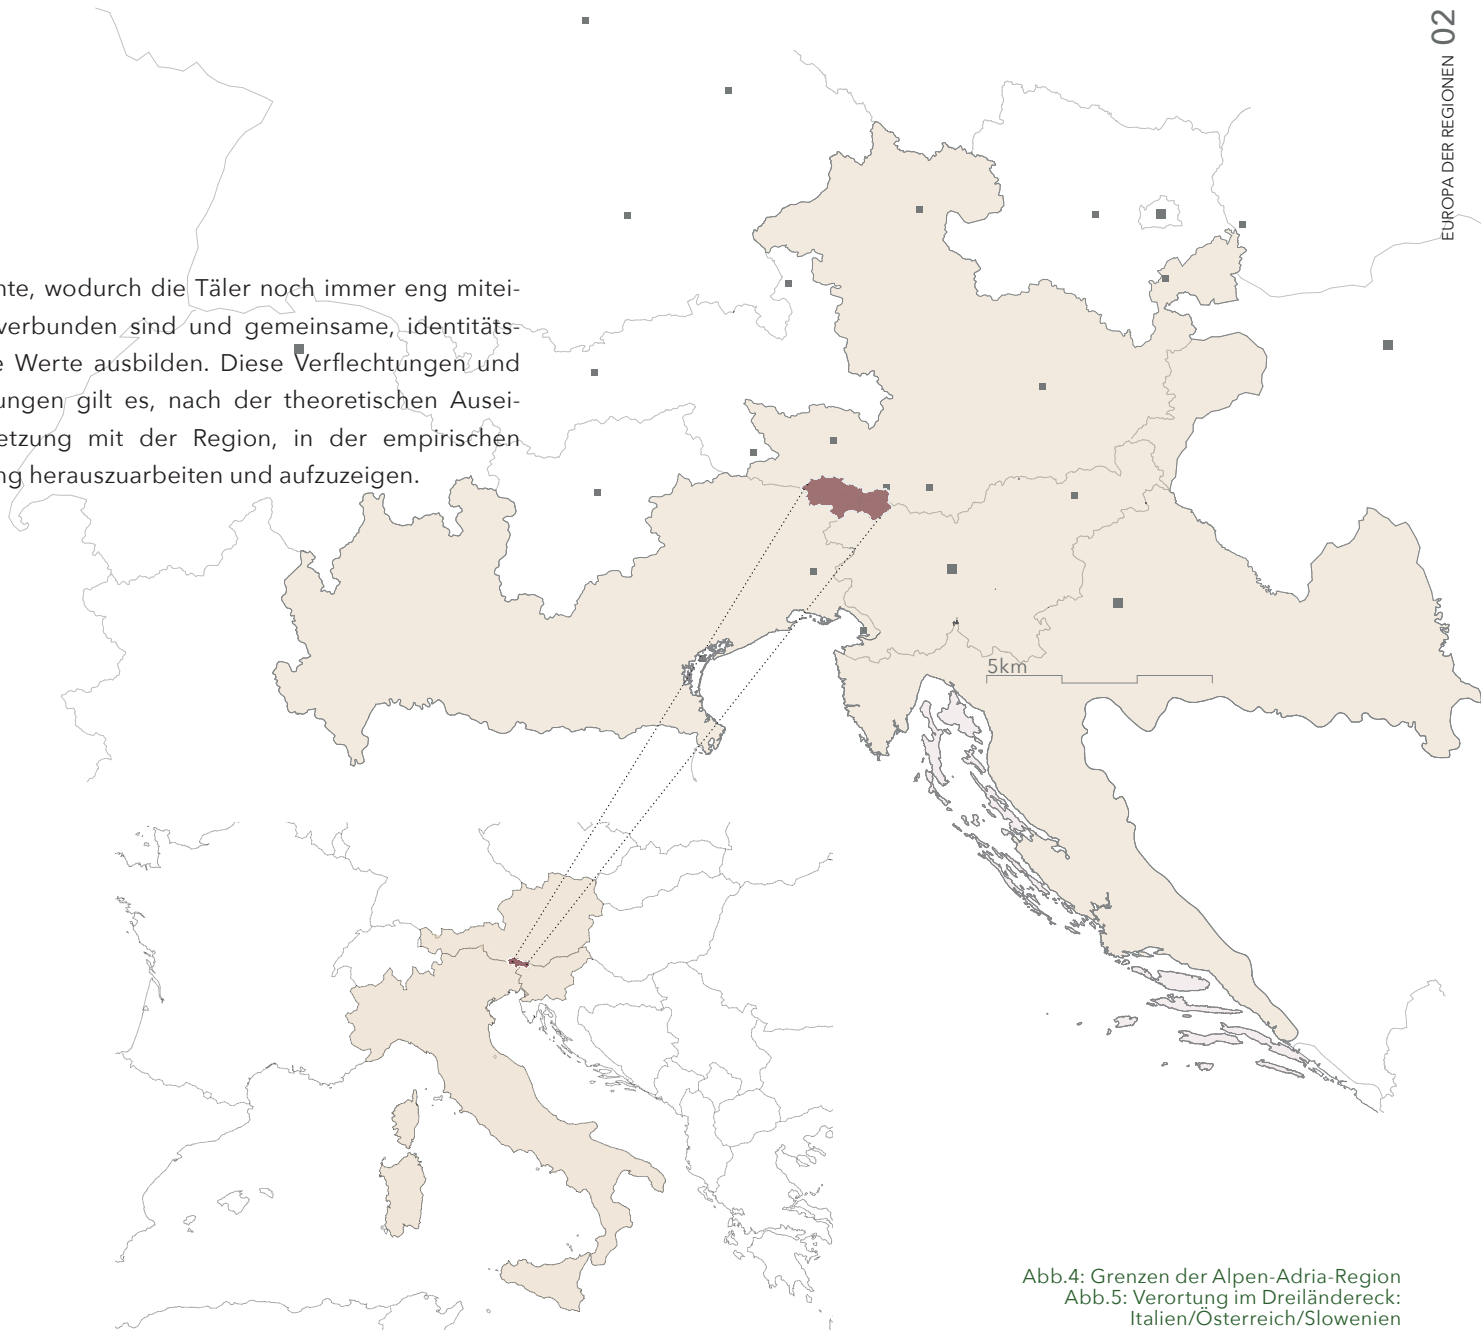 EUROPA DER REGIONEN 02
nte, wodurch die Täler noch immer eng mitei-
verbunden sind und gemeinsame, identitäts-
e Werte ausbilden. Diese Verflechtungen und
ungen gilt es, nach der theoretischen Ausei-
etzung mit der Region, in der empirischen
ng herauszuarbeiten und aufzuzeigen.
5km
Abb.4: Grenzen der Alpen-Adria-Region
Abb.5: Verortung im Dreiländereck:
Italien/Österreich/Slowenien